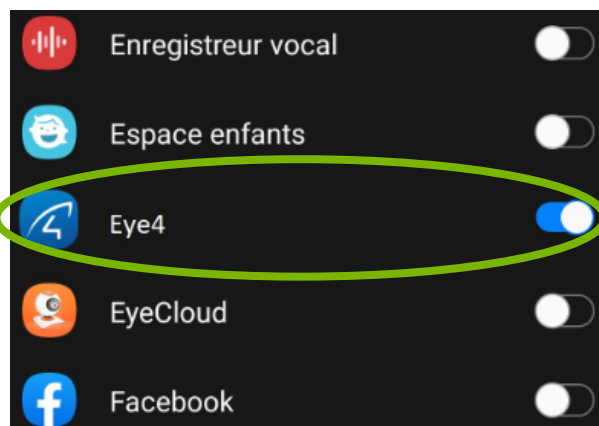 Enregistreur vocal
Espace enfants
Eye4
EyeCloud
Facebook